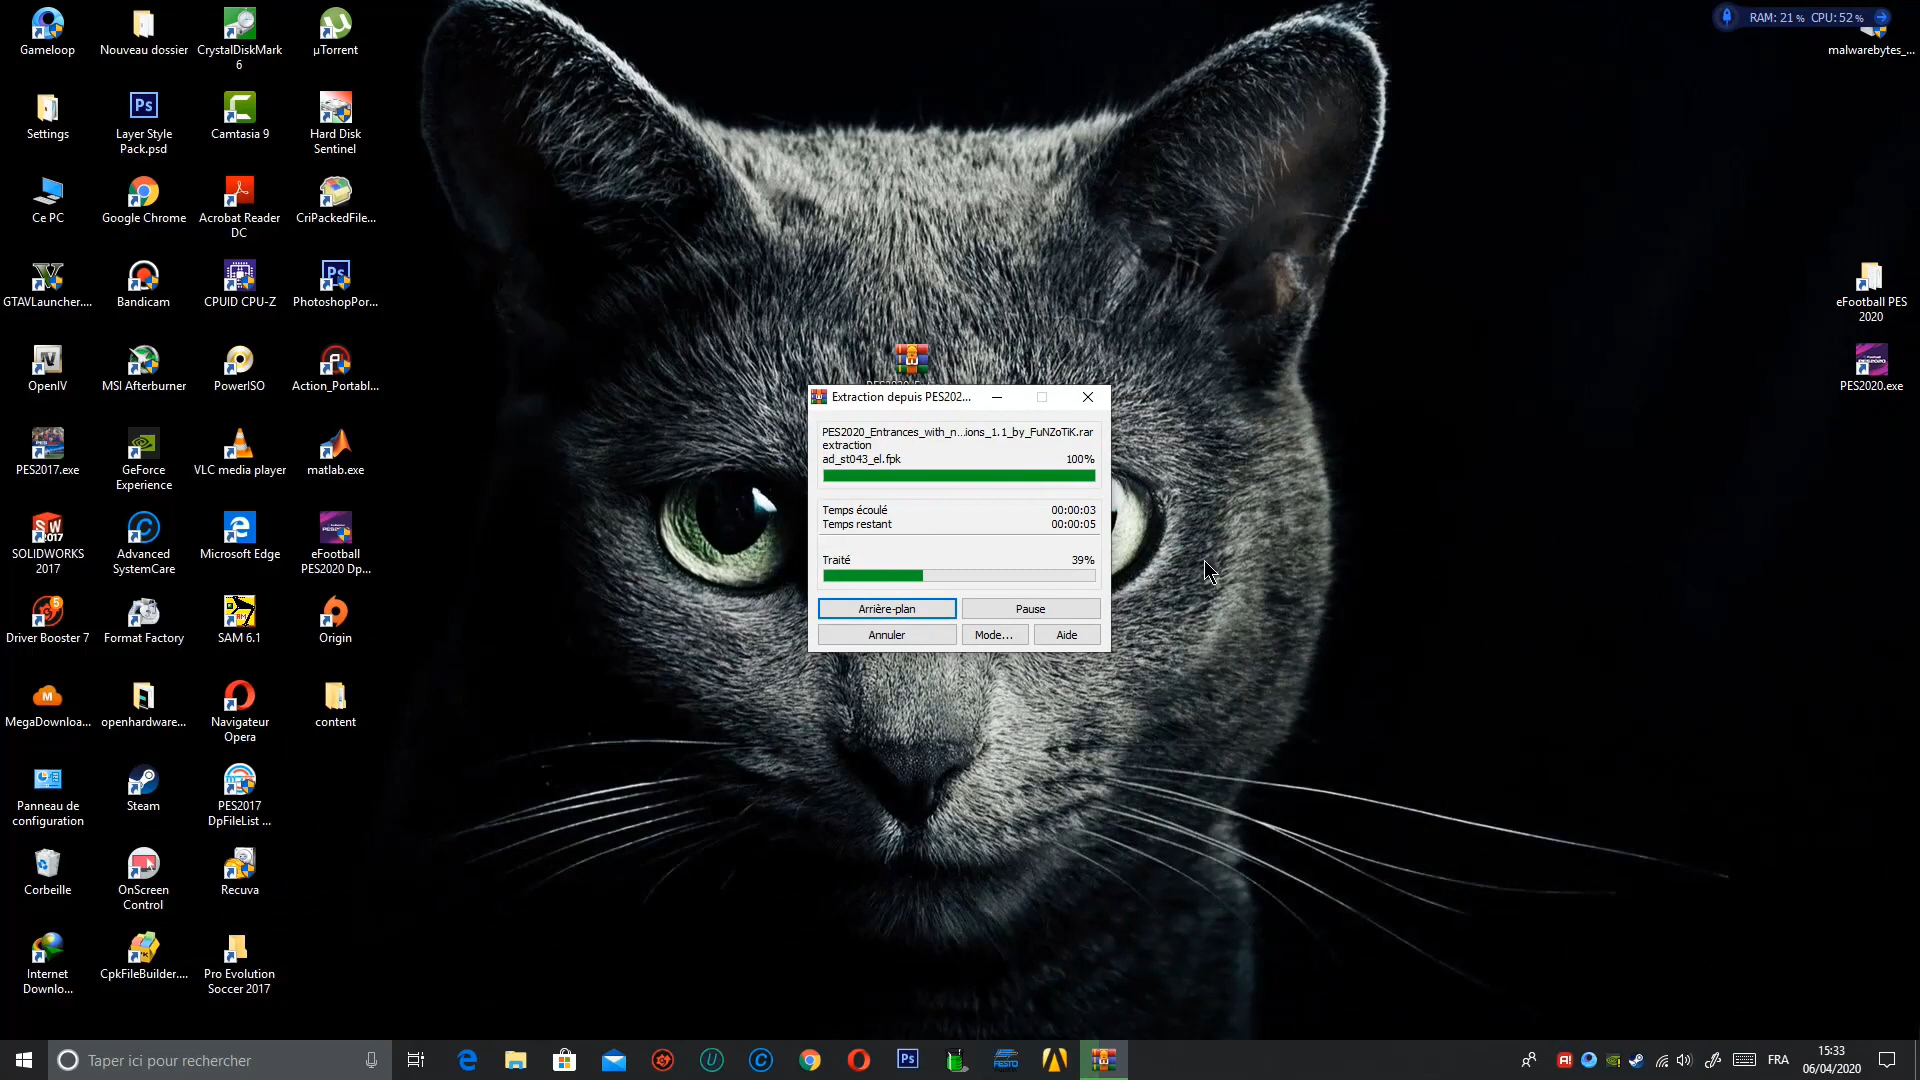 Gameloop
Nouveau dossier
CrystalDiskMark
6
µTorrent
RAM: 21 % CPU: 52 %
malwarebytes_...
Settings
Ps
Layer Style
Pack.psd
Camtasia 9
Hard Disk
Sentinel
Ce PC
Google Chrome
Acrobat Reader
DC
CriPackedFile...
GTAVLauncher....
Bandicam
CPUID CPU-Z
PhotoshopPor...
eFootball PES
2020
OpenIV
MSI Afterburner
PowerISO
Action_Portabl...
PES2020.exe
PES2017.exe
GeForce
Experience
VLC media player
matlab.exe
SOLIDWORKS
2017
Advanced
SystemCare
Microsoft Edge
eFootball
PES2020 Dp...
Driver Booster 7
Format Factory
SAM 6.1
Origin
MegaDownloa...
openhardware...
Navigateur
Opera
content
Panneau de
configuration
Steam
PES2017
DpFileList ...
Corbeille
OnScreen
Control
Recuva
Internet
Downlo...
CpkFileBuilder....
Pro Evolution
Soccer 2017
Extraction depuis PES202...
PES2020_Entrances_with_n...ions_1.1_by_FuNZoTiK.rar
extraction
ad_st043_el.fpk 100%
Temps écoulé 00:00:03
Temps restant 00:00:05
Traité 39%
Arrière-plan Pause
Annuler Mode... Aide
Taper ici pour rechercher
Ps
FESTO
FRA
15:33
06/04/2020